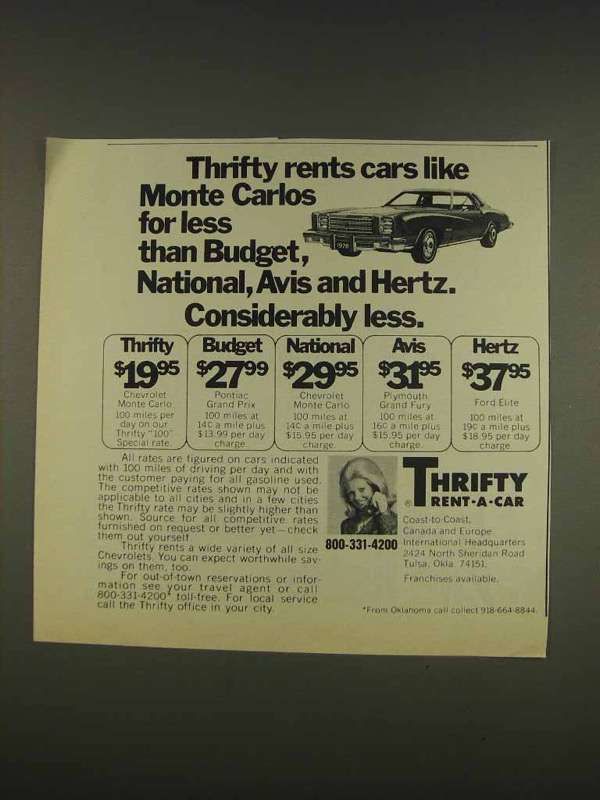 Thrifty rents cars like
Monte Carlos
for less
than Budget,
National, Avis and Hertz.
Considerably less.
1976
Thrifty
$19.95
Chevrolet
Monte Carlo
100 miles per
day on our
Thrifty "100"
Special rate.
Budget
$27.99
Pontiac
Grand Prix
100 miles at
14¢ a mile plus
$13.99 per day
charge.
National
$29.95
Chevrolet
Monte Carlo
100 miles at
14¢ a mile plus
$15.95 per day
charge.
Avis
$31.95
Plymouth
Grand Fury
100 miles at
16¢ a mile plus
$15.95 per day
charge.
Hertz
$37.95
Ford Elite
100 miles at
19¢ a mile plus
$18.95 per day
charge
All rates are figured on cars indicated
with 100 miles of driving per day and with
the customer paying for all gasoline used.
The competitive rates shown may not be
applicable to all cities and in a few cities
the Thrifty rate may be slightly higher than
shown. Source for all competitive rates
furnished on request or better yet—check
them out yourself.
Thrifty rents a wide variety of all size
Chevrolets. You can expect worthwhile sav-
ings on them, too.
For out-of-town reservations or infor-
mation see your travel agent or call
800-331-4200* toll-free. For local service
call the Thrifty office in your city.
800-331-4200
THRIFTY
® RENT-A-CAR
Coast-to-Coast,
Canada and Europe
International Headquarters
2424 North Sheridan Road
Tulsa, Okla. 74151.
Franchises available.
*From Oklahoma call collect 918-664-8844.